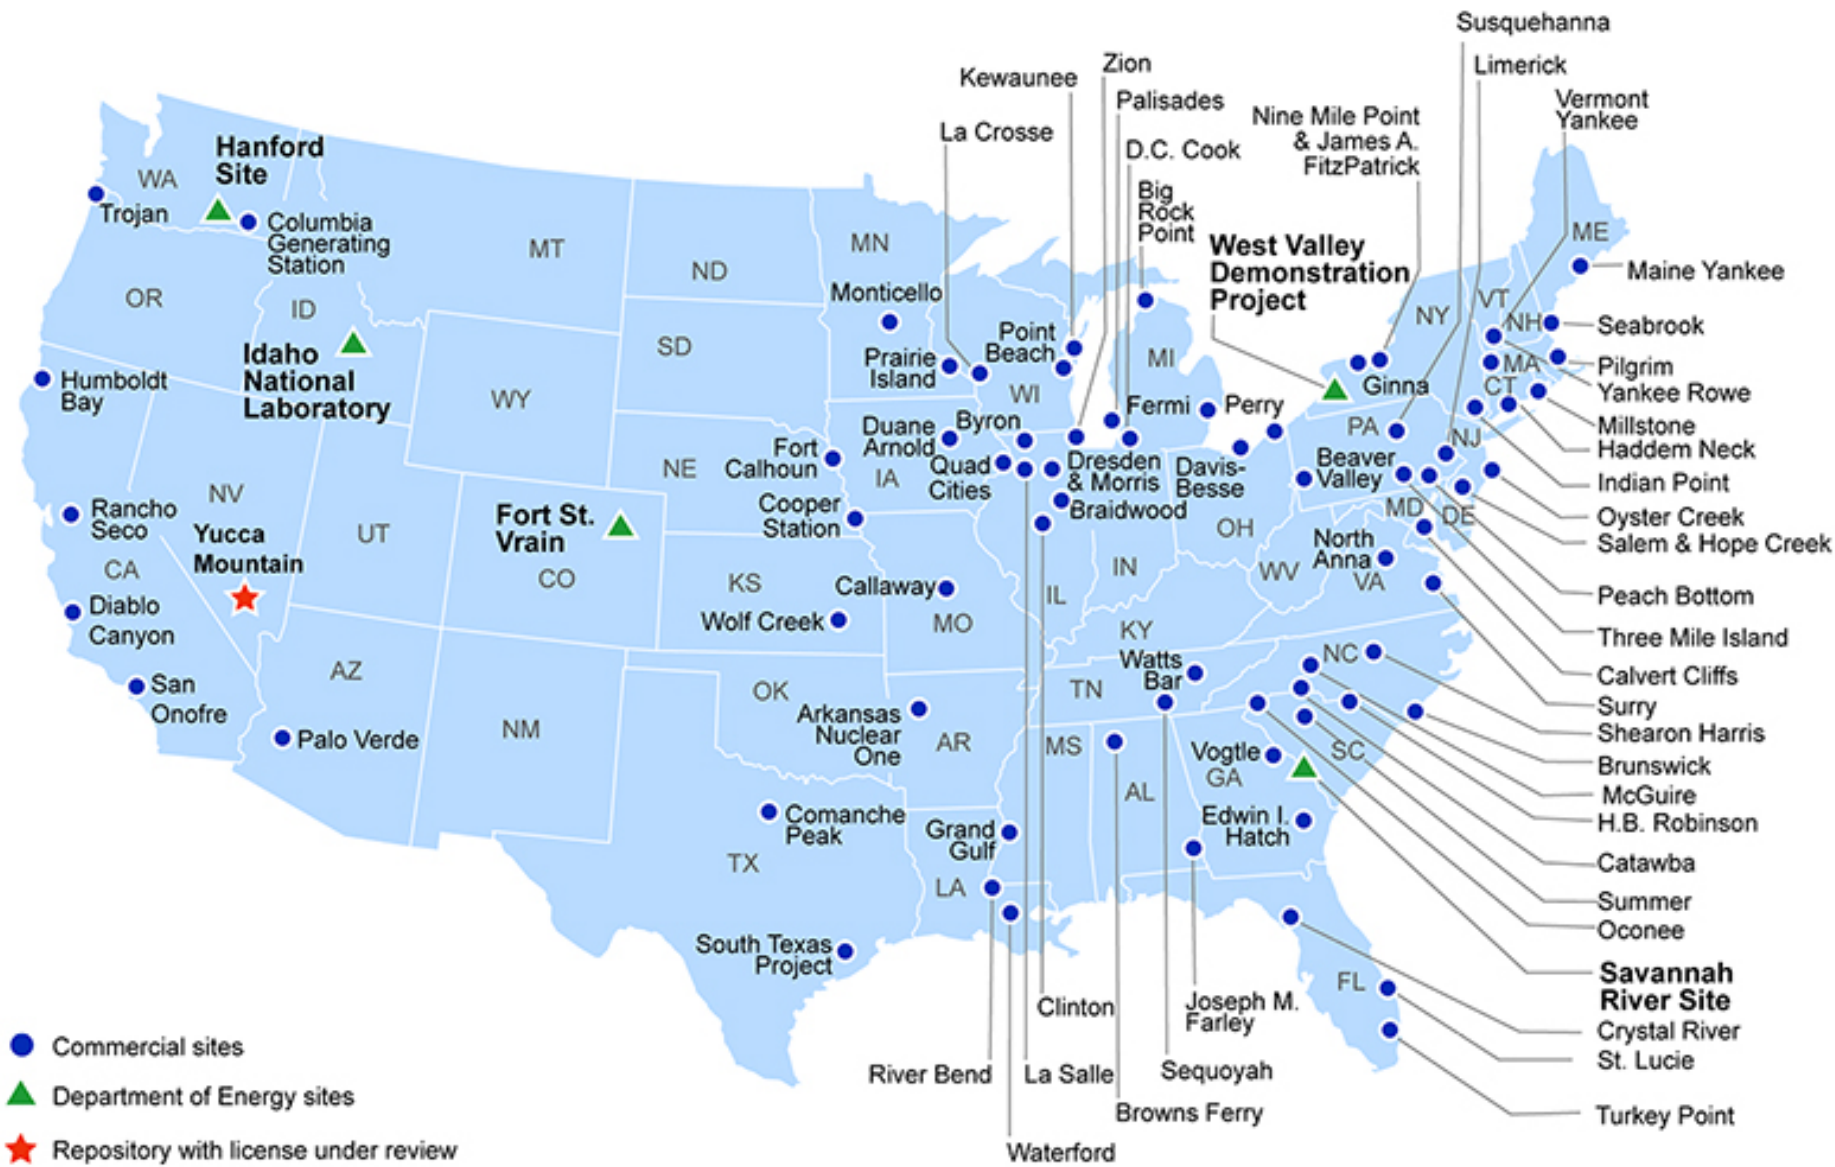 Susquehanna
Limerick
Zion
Kewaunee
Palisades
Vermont
Yankee
Nine Mile Point
& James A.
FitzPatrick
La Crosse
D.C. Cook
Big
Rock
Point
Hanford
Site
WA
Trojan
Columbia
Generating
Station
MT
ND
MN
West Valley
Demonstration
Project
ME
Maine Yankee
OR
ID
Monticello
VT
NY
NH
Seabrook
Idaho
National
Laboratory
SD
Prairie
Island
Point
Beach
WI
MI
Ginna
MA
CT
Pilgrim
Yankee Rowe
Humboldt
Bay
WY
Duane
Arnold
Byron
Fermi
Perry
PA
NJ
Millstone
Haddem Neck
Fort
Calhoun
NE
IA
Quad
Cities
Dresden
& Morris
Davis-
Besse
Beaver
Valley
Indian Point
Rancho
Seco
NV
Yucca
Mountain
UT
Fort St.
Vrain
CO
Cooper
Station
Braidwood
OH
MD
DE
Oyster Creek
Salem & Hope Creek
North
Anna
CA
KS
Callaway
IL
IN
WV
VA
Peach Bottom
Diablo
Canyon
Wolf Creek
MO
KY
Three Mile Island
San
Onofre
AZ
NM
OK
Watts
Bar
TN
NC
Calvert Cliffs
Surry
Shearon Harris
Palo Verde
Arkansas
Nuclear
One
AR
MS
AL
Vogtle
GA
SC
Brunswick
McGuire
H.B. Robinson
Comanche
Peak
TX
Grand
Gulf
Edwin I.
Hatch
Catawba
LA
Summer
Oconee
South Texas
Project
FL
Savannah
River Site
Clinton
Joseph M.
Farley
Crystal River
St. Lucie
River Bend
La Salle
Sequoyah
Browns Ferry
Turkey Point
Waterford
Commercial sites
Department of Energy sites
Repository with license under review